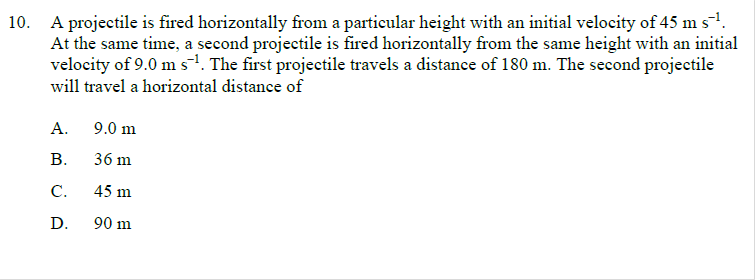 10. A projectile is fired horizontally from a particular height with an initial velocity of 45 m s⁻¹.
At the same time, a second projectile is fired horizontally from the same height with an initial
velocity of 9.0 m s⁻¹. The first projectile travels a distance of 180 m. The second projectile
will travel a horizontal distance of
A. 9.0 m
B. 36 m
C. 45 m
D. 90 m